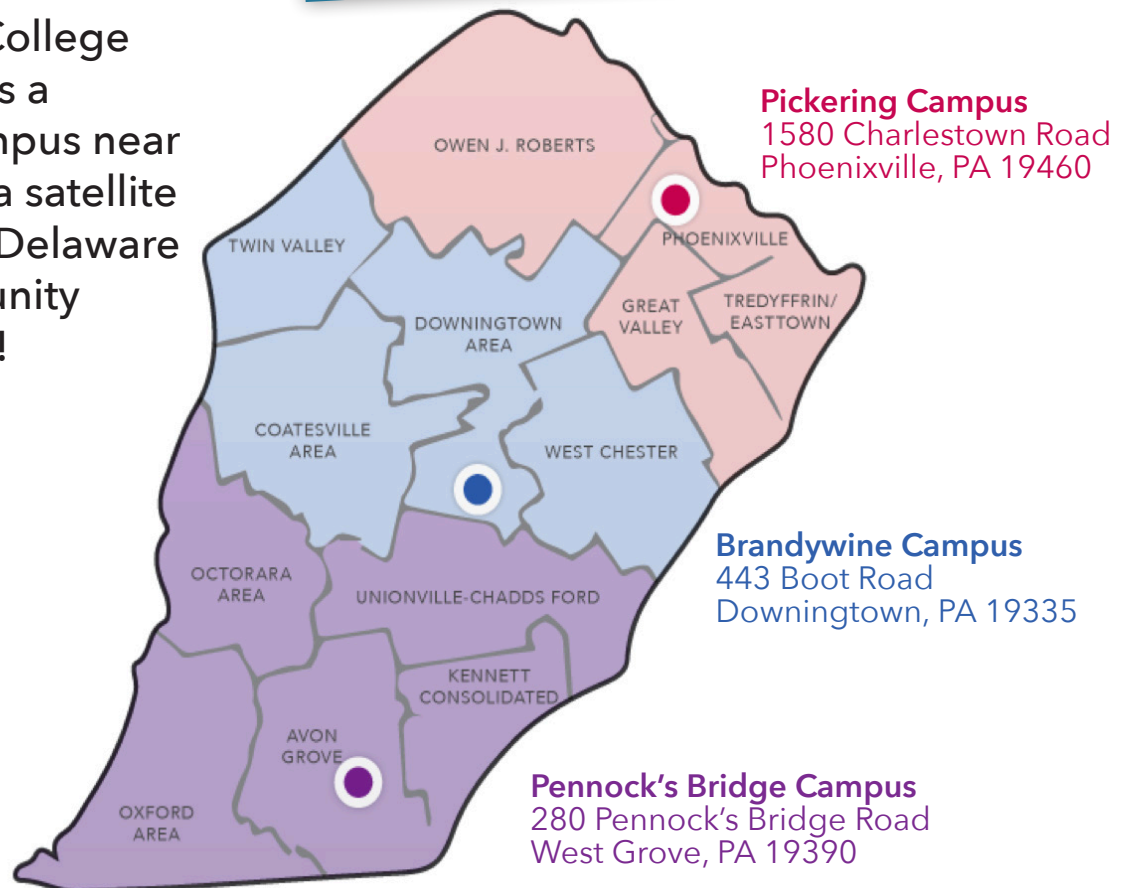 College
s a
mpus near
a satellite
Delaware
unity
!
OWEN J. ROBERTS
Pickering Campus
1580 Charlestown Road
Phoenixville, PA 19460
TWIN VALLEY
PHOENIXVILLE
DOWNINGTOWN
AREA
GREAT
VALLEY
TREDYFFRIN/
EASTTOWN
COATESVILLE
AREA
WEST CHESTER
Brandywine Campus
443 Boot Road
Downingtown, PA 19335
OCTORARA
AREA
UNIONVILLE-CHADDS FORD
KENNETT
CONSOLIDATED
AVON
GROVE
OXFORD
AREA
Pennock’s Bridge Campus
280 Pennock’s Bridge Road
West Grove, PA 19390